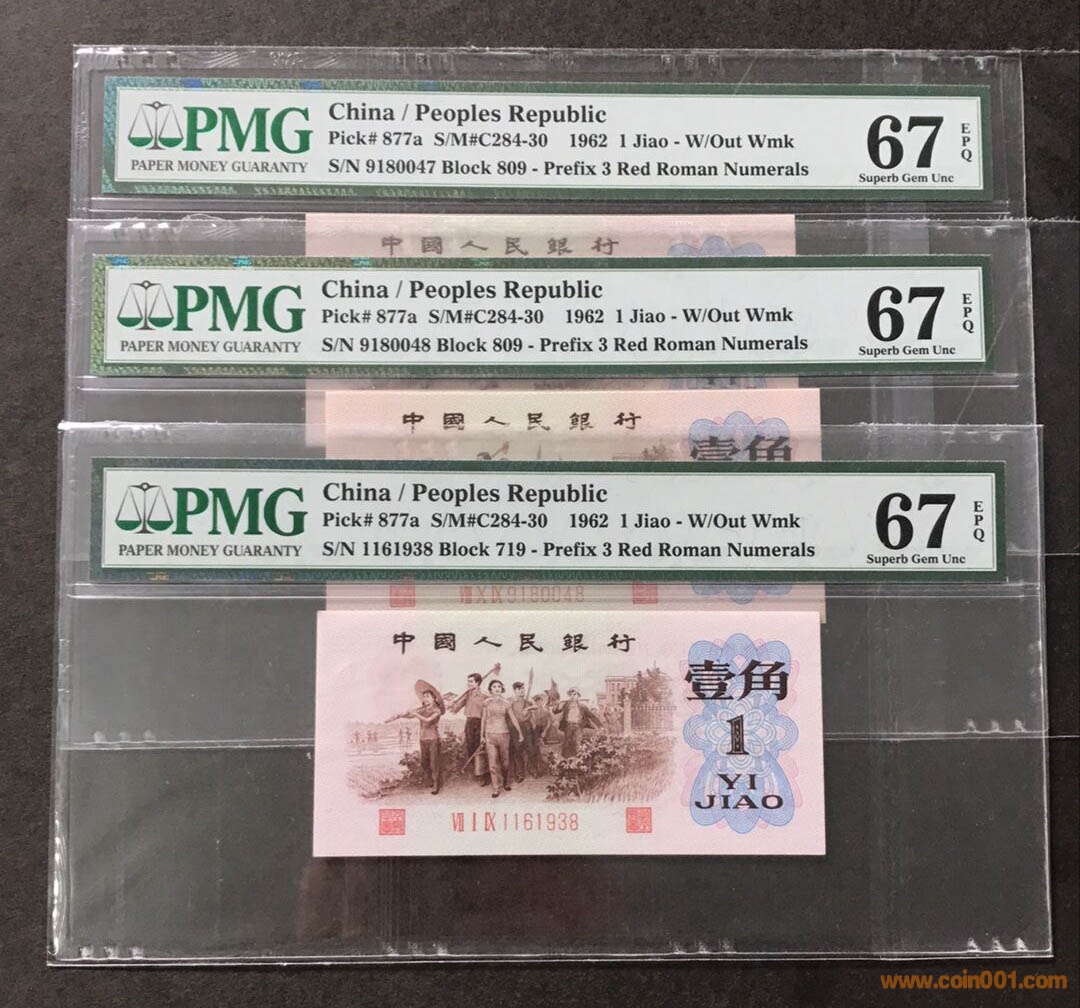 PMG
PAPER MONEY GUARANTY
China / Peoples Republic
Pick# 877a S/M#C284-30 1962 1 Jiao - W/Out Wmk
S/N 9180047 Block 809 - Prefix 3 Red Roman Numerals
67
EPQ
Superb Gem Unc
中國人民銀行
PMG
PAPER MONEY GUARANTY
China / Peoples Republic
Pick# 877a S/M#C284-30 1962 1 Jiao - W/Out Wmk
S/N 9180048 Block 809 - Prefix 3 Red Roman Numerals
67
EPQ
Superb Gem Unc
中國人民銀行
壹角
PMG
PAPER MONEY GUARANTY
China / Peoples Republic
Pick# 877a S/M#C284-30 1962 1 Jiao - W/Out Wmk
S/N 1161938 Block 719 - Prefix 3 Red Roman Numerals
67
EPQ
Superb Gem Unc
ⅧⅩⅨ9180048
中國人民銀行
壹角
1
YI
JIAO
ⅦⅠⅨ1161938
www.coin001.com